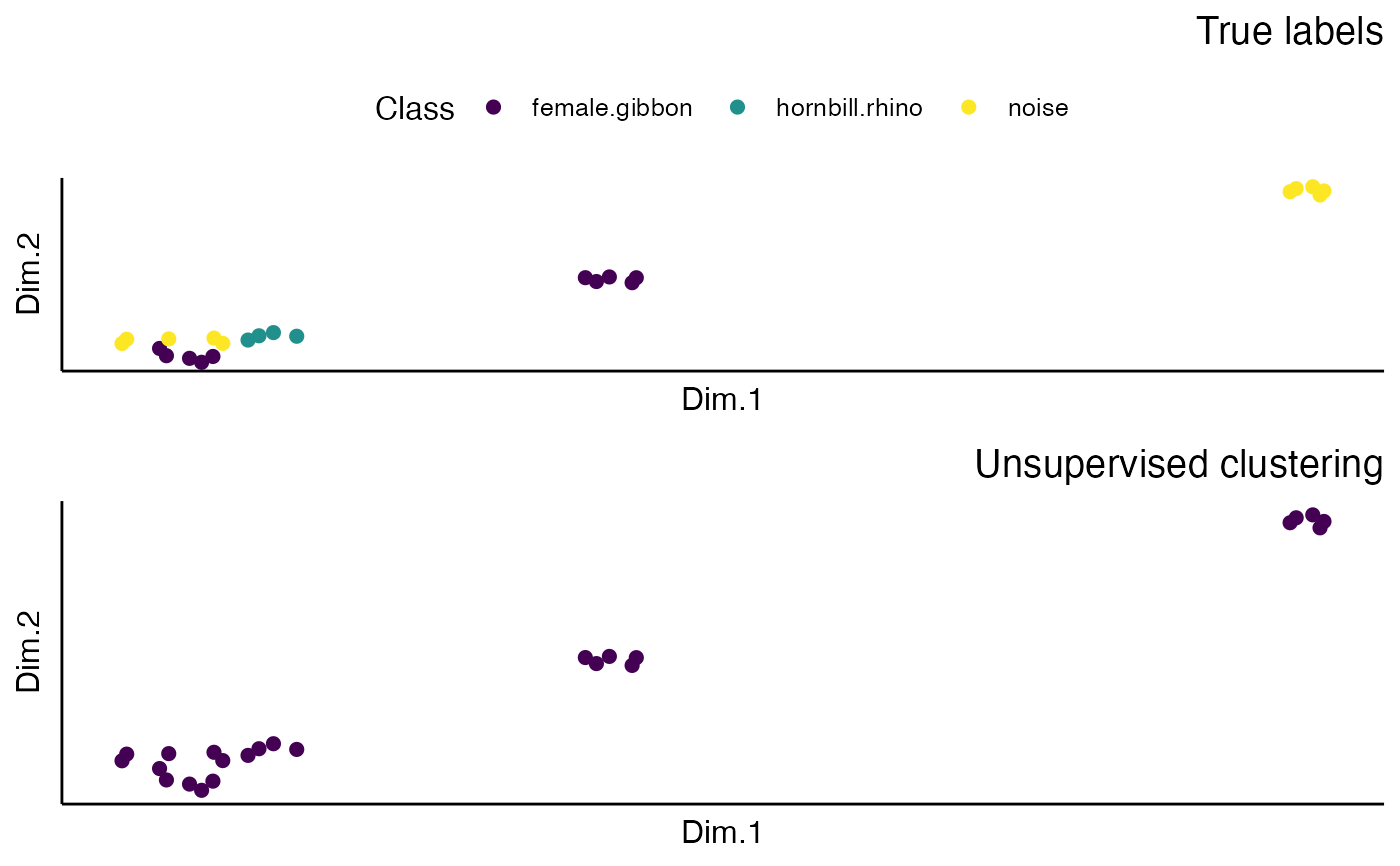 True labels
Class female.gibbon hornbill.rhino noise
Dim.2
Dim.1
Unsupervised clustering
Dim.2
Dim.1